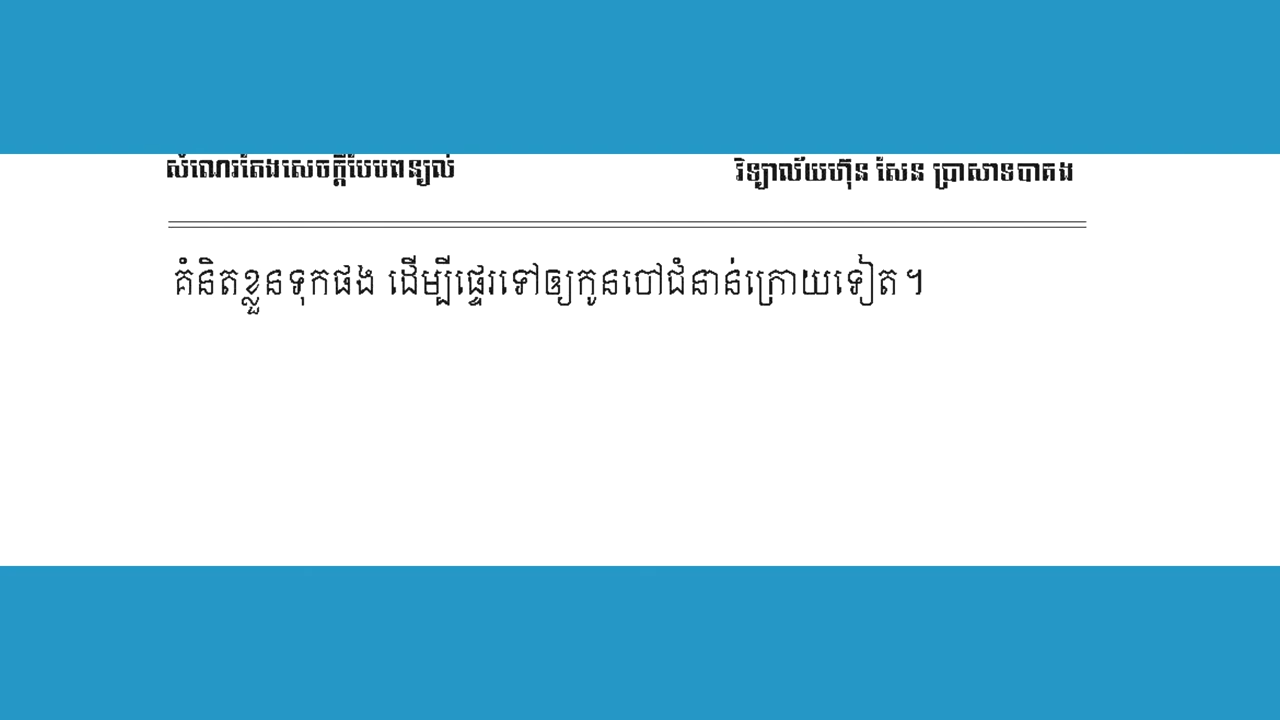 សំណេរតែងសេចក្ដីបែបពន្យល់
វិទ្យាល័យហ៊ុន សែន ប្រាសាទបាគង
គំនិតខ្លួនទុកផង ដើម្បីផ្ទេរទៅឲ្យកូនចៅជំនាន់ក្រោយទៀត។